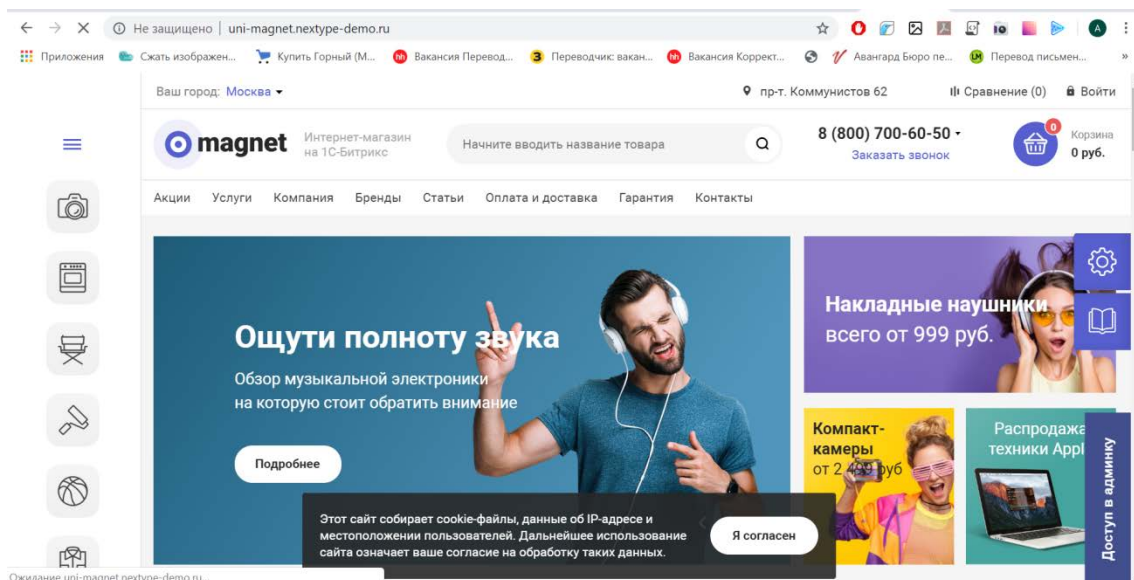 Не защищено | uni-magnet.nextype-demo.ru
Приложения Сжать изображен... Купить Горный (М... Вакансия Перевод... Переводчик: вакан... Вакансия Коррект... Авангард Бюро пе... Перевод письмен... »
Ваш город: Москва пр-т. Коммунистов 62 Сравнение (0) Войти
magnet
Интернет-магазин
на 1С-Битрикс
Начните вводить название товара
8 (800) 700-60-50
Заказать звонок
0
Корзина
0 руб.
Акции Услуги Компания Бренды Статьи Оплата и доставка Гарантия Контакты
Ощути полноту звука
Обзор музыкальной электроники
на которую стоит обратить внимание
Подробнее
Накладные наушники
всего от 999 руб.
Компакт-
камеры
от 2 499 руб
Распродажа
техники Appl
Доступ в админку
Этот сайт собирает cookie-файлы, данные об IP-адресе и
местоположении пользователей. Дальнейшее использование
сайта означает ваше согласие на обработку таких данных.
Я согласен
Ожидание uni-magnet.nextype-demo.ru...